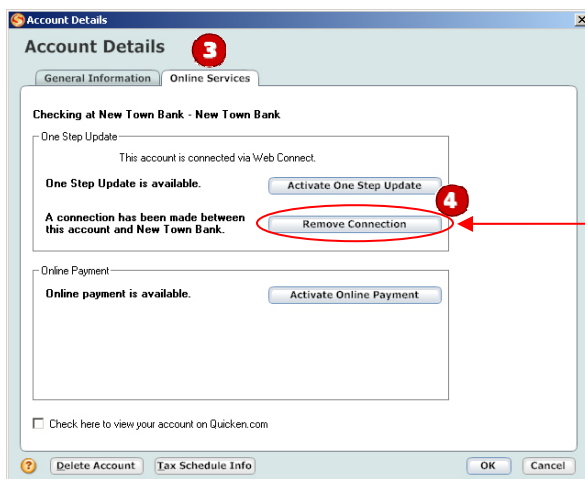 Account Details
Account Details
3
General Information
Online Services
Checking at New Town Bank - New Town Bank
One Step Update
This account is connected via Web Connect.
One Step Update is available.
Activate One Step Update
4
A connection has been made between
this account and New Town Bank.
Remove Connection
Online Payment
Online payment is available.
Activate Online Payment
Check here to view your account on Quicken.com
?
Delete Account
Tax Schedule Info
OK
Cancel